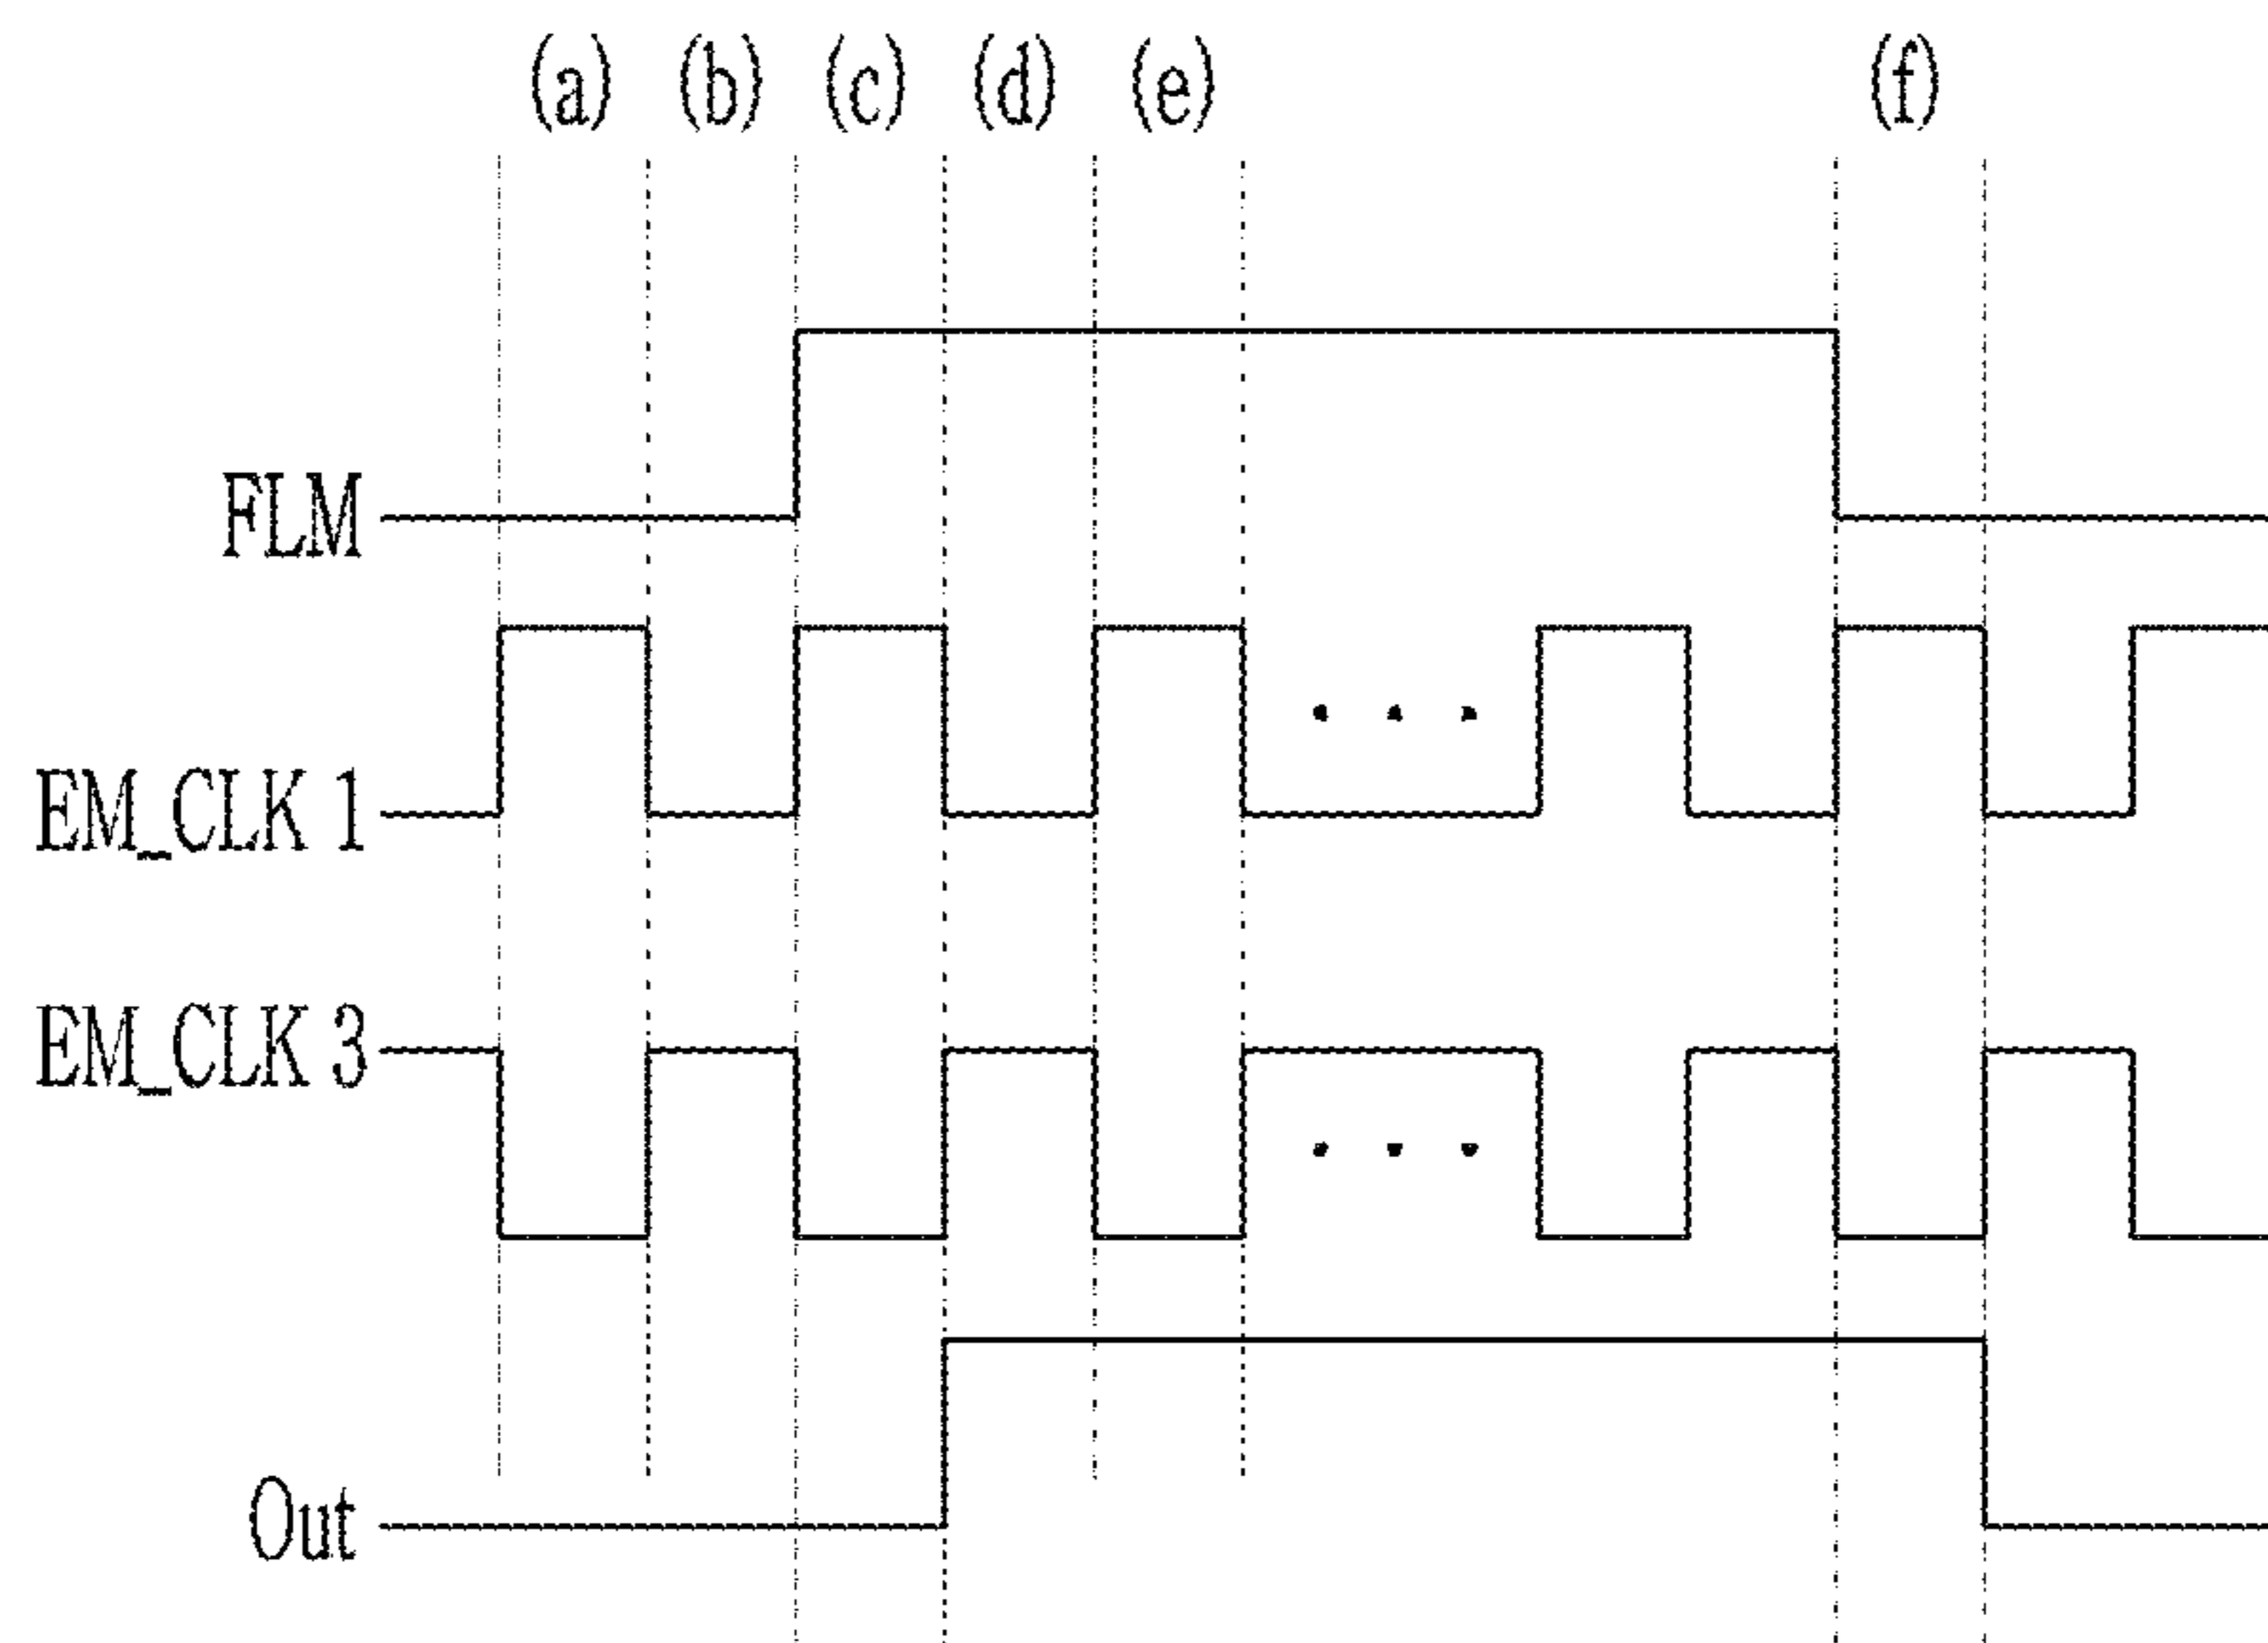 (a) (b) (c) (d) (e) (f)
FLM
EM_CLK 1
. . .
EM_CLK 3
. . .
Out